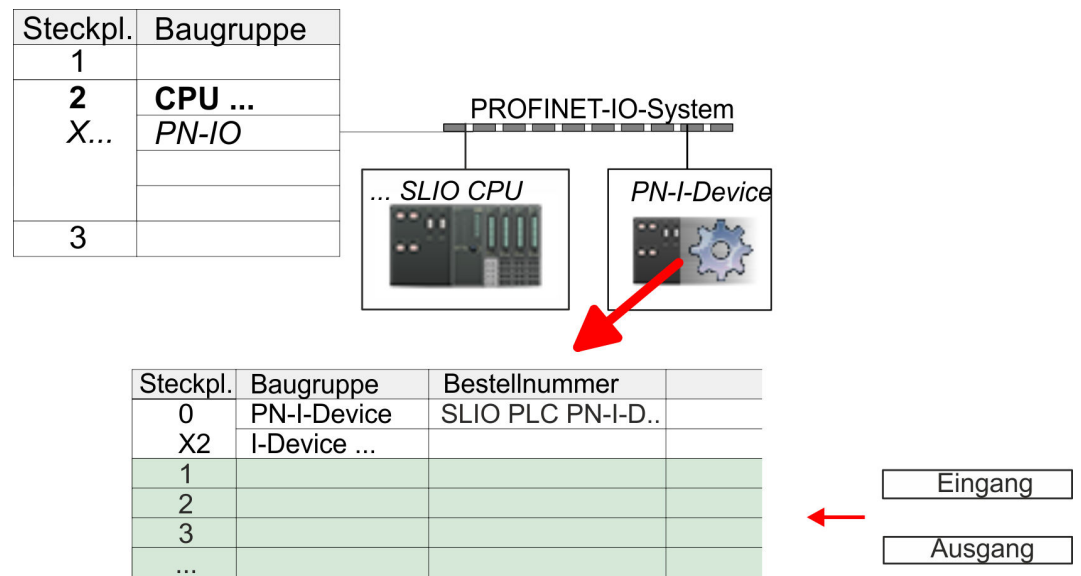 Steckpl. Baugruppe
1
2 CPU ...
X... PN-IO
3
PROFINET-IO-System
... SLIO CPU
PN-I-Device
Steckpl. Baugruppe Bestellnummer
0 PN-I-Device SLIO PLC PN-I-D..
X2 I-Device ...
1
2
3
...
Eingang
Ausgang